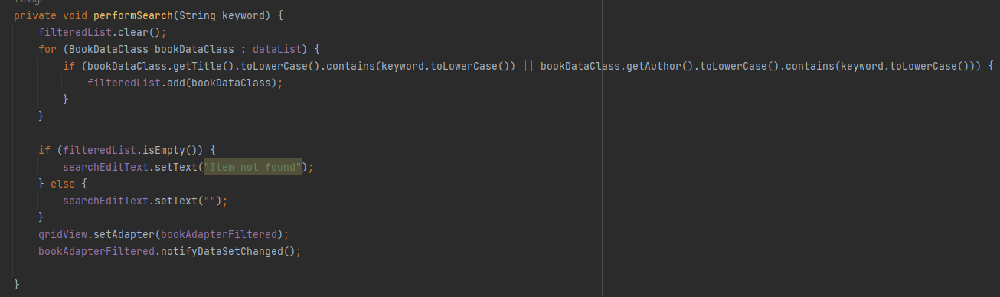 usage
private void performSearch(String keyword) {
    filteredList.clear();
    for (BookDataClass bookDataClass : dataList) {
        if (bookDataClass.getTitle().toLowerCase().contains(keyword.toLowerCase()) || bookDataClass.getAuthor().toLowerCase().contains(keyword.toLowerCase())) {
            filteredList.add(bookDataClass);
        }
    }

    if (filteredList.isEmpty()) {
        searchEditText.setText("Item not found");
    } else {
        searchEditText.setText("");
    }
    gridView.setAdapter(bookAdapterFiltered);
    bookAdapterFiltered.notifyDataSetChanged();

}